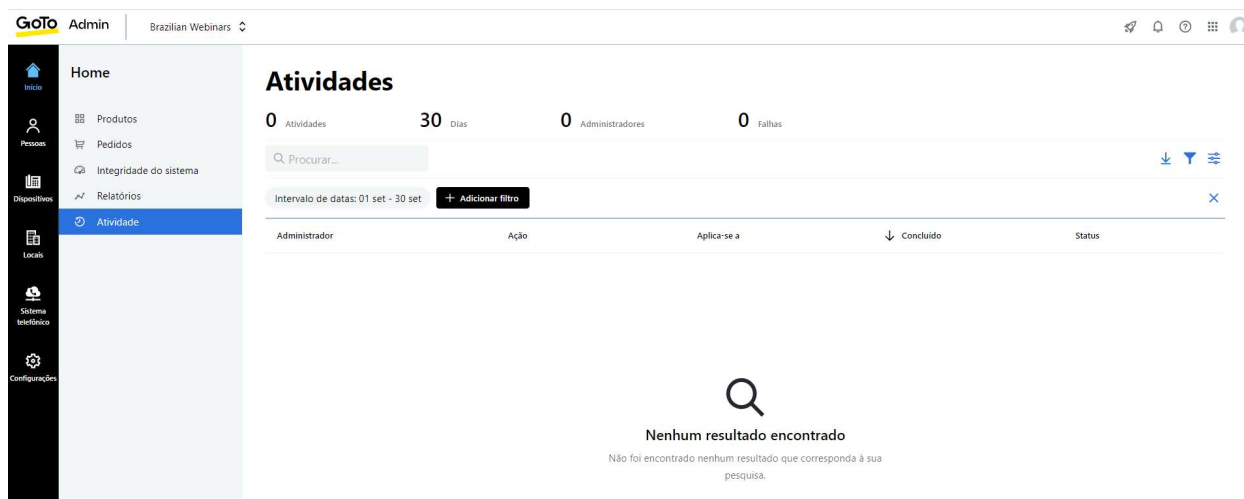 GoTo Admin
Brazilian Webinars
Início
Pessoas
Dispositivos
Locais
Sistema
telefônico
Configurações
Home
Produtos
Pedidos
Integridade do sistema
Relatórios
Atividade
Atividades
0 Atividades
30 Dias
0 Administradores
0 Falhas
Procurar...
Intervalo de datas: 01 set - 30 set
+ Adicionar filtro
Administrador
Ação
Aplica-se a
Concluído
Status
Nenhum resultado encontrado
Não foi encontrado nenhum resultado que corresponda à sua
pesquisa.